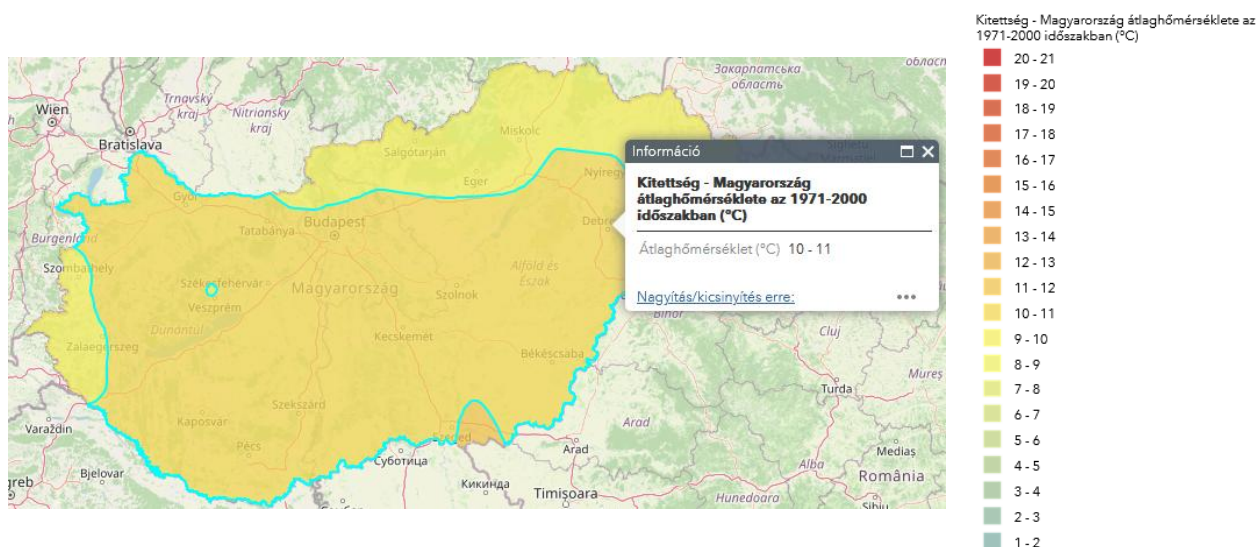 Kitettség - Magyarország átlaghőmérséklete az
1971-2000 időszakban (°C)
20 - 21
19 - 20
18 - 19
17 - 18
16 - 17
15 - 16
14 - 15
13 - 14
12 - 13
11 - 12
10 - 11
9 - 10
8 - 9
7 - 8
6 - 7
5 - 6
4 - 5
3 - 4
2 - 3
1 - 2
Закарпатська
область
Wien
Trnavský
kraj
Nitriansky
kraj
Bratislava
Miskolc
Salgótarján
Információ
Kitettség - Magyarország
átlaghőmérséklete az 1971-2000
időszakban (°C)
Átlaghőmérséklet (°C) 10 - 11
Nagyítás/kicsinyítés erre:
Eger
Budapest
Tatabánya
Szombathely
Székesfehérvár
Veszprém
Magyarország
Alföld és
Észak
Szolnok
Dunántúl
Zalaegerszeg
Kecskemét
Békéscsaba
Bihor
Cluj
Mureș
Turda
Szekszárd
Kaposvár
Pécs
Szeged
Varaždin
Arad
Arad
Суботица
Bjelovar
Кикинда
Timișoara
Hunedoara
Alba
Mediaș
România
Sibiu